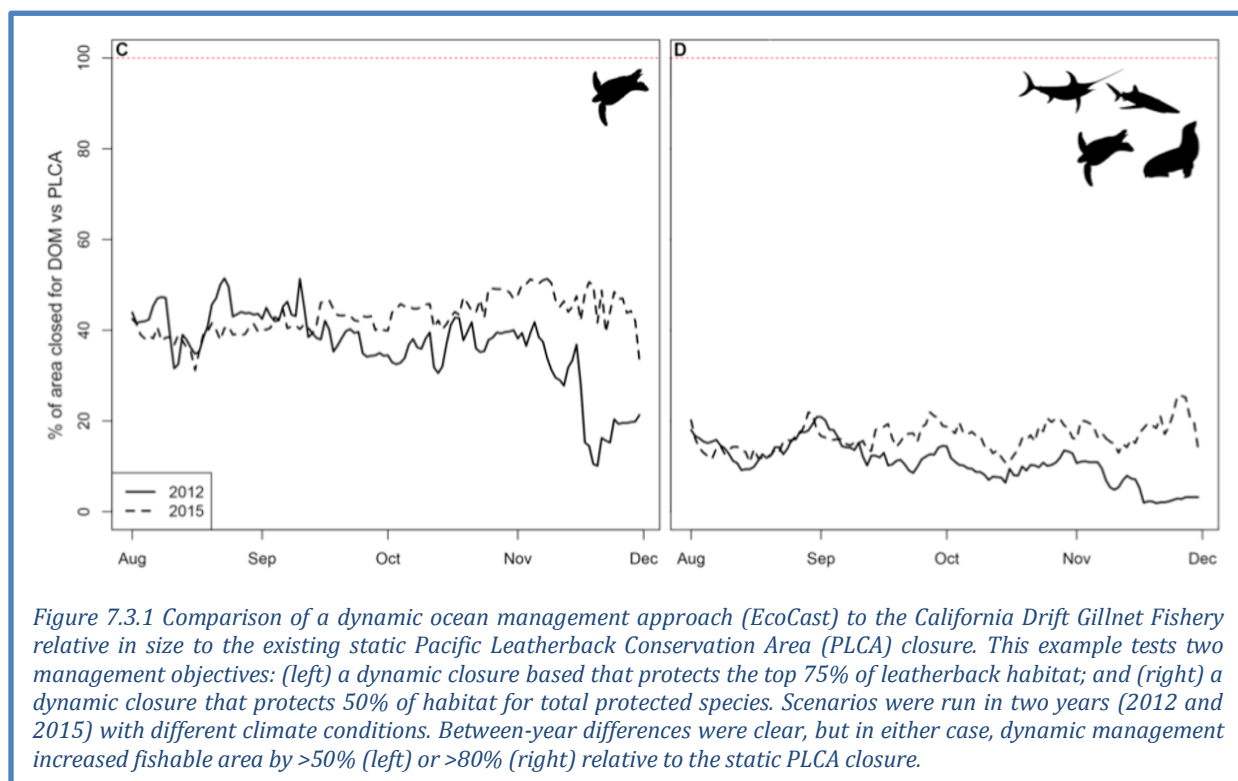 C
D
% of area closed for DOM vs PLCA
100
80
60
40
20
0
2012
2015
Aug Sep Oct Nov Dec
Aug Sep Oct Nov Dec
Figure 7.3.1 Comparison of a dynamic ocean management approach (EcoCast) to the California Drift Gillnet Fishery
relative in size to the existing static Pacific Leatherback Conservation Area (PLCA) closure. This example tests two
management objectives: (left) a dynamic closure based that protects the top 75% of leatherback habitat; and (right) a
dynamic closure that protects 50% of habitat for total protected species. Scenarios were run in two years (2012 and
2015) with different climate conditions. Between-year differences were clear, but in either case, dynamic management
increased fishable area by >50% (left) or >80% (right) relative to the static PLCA closure.